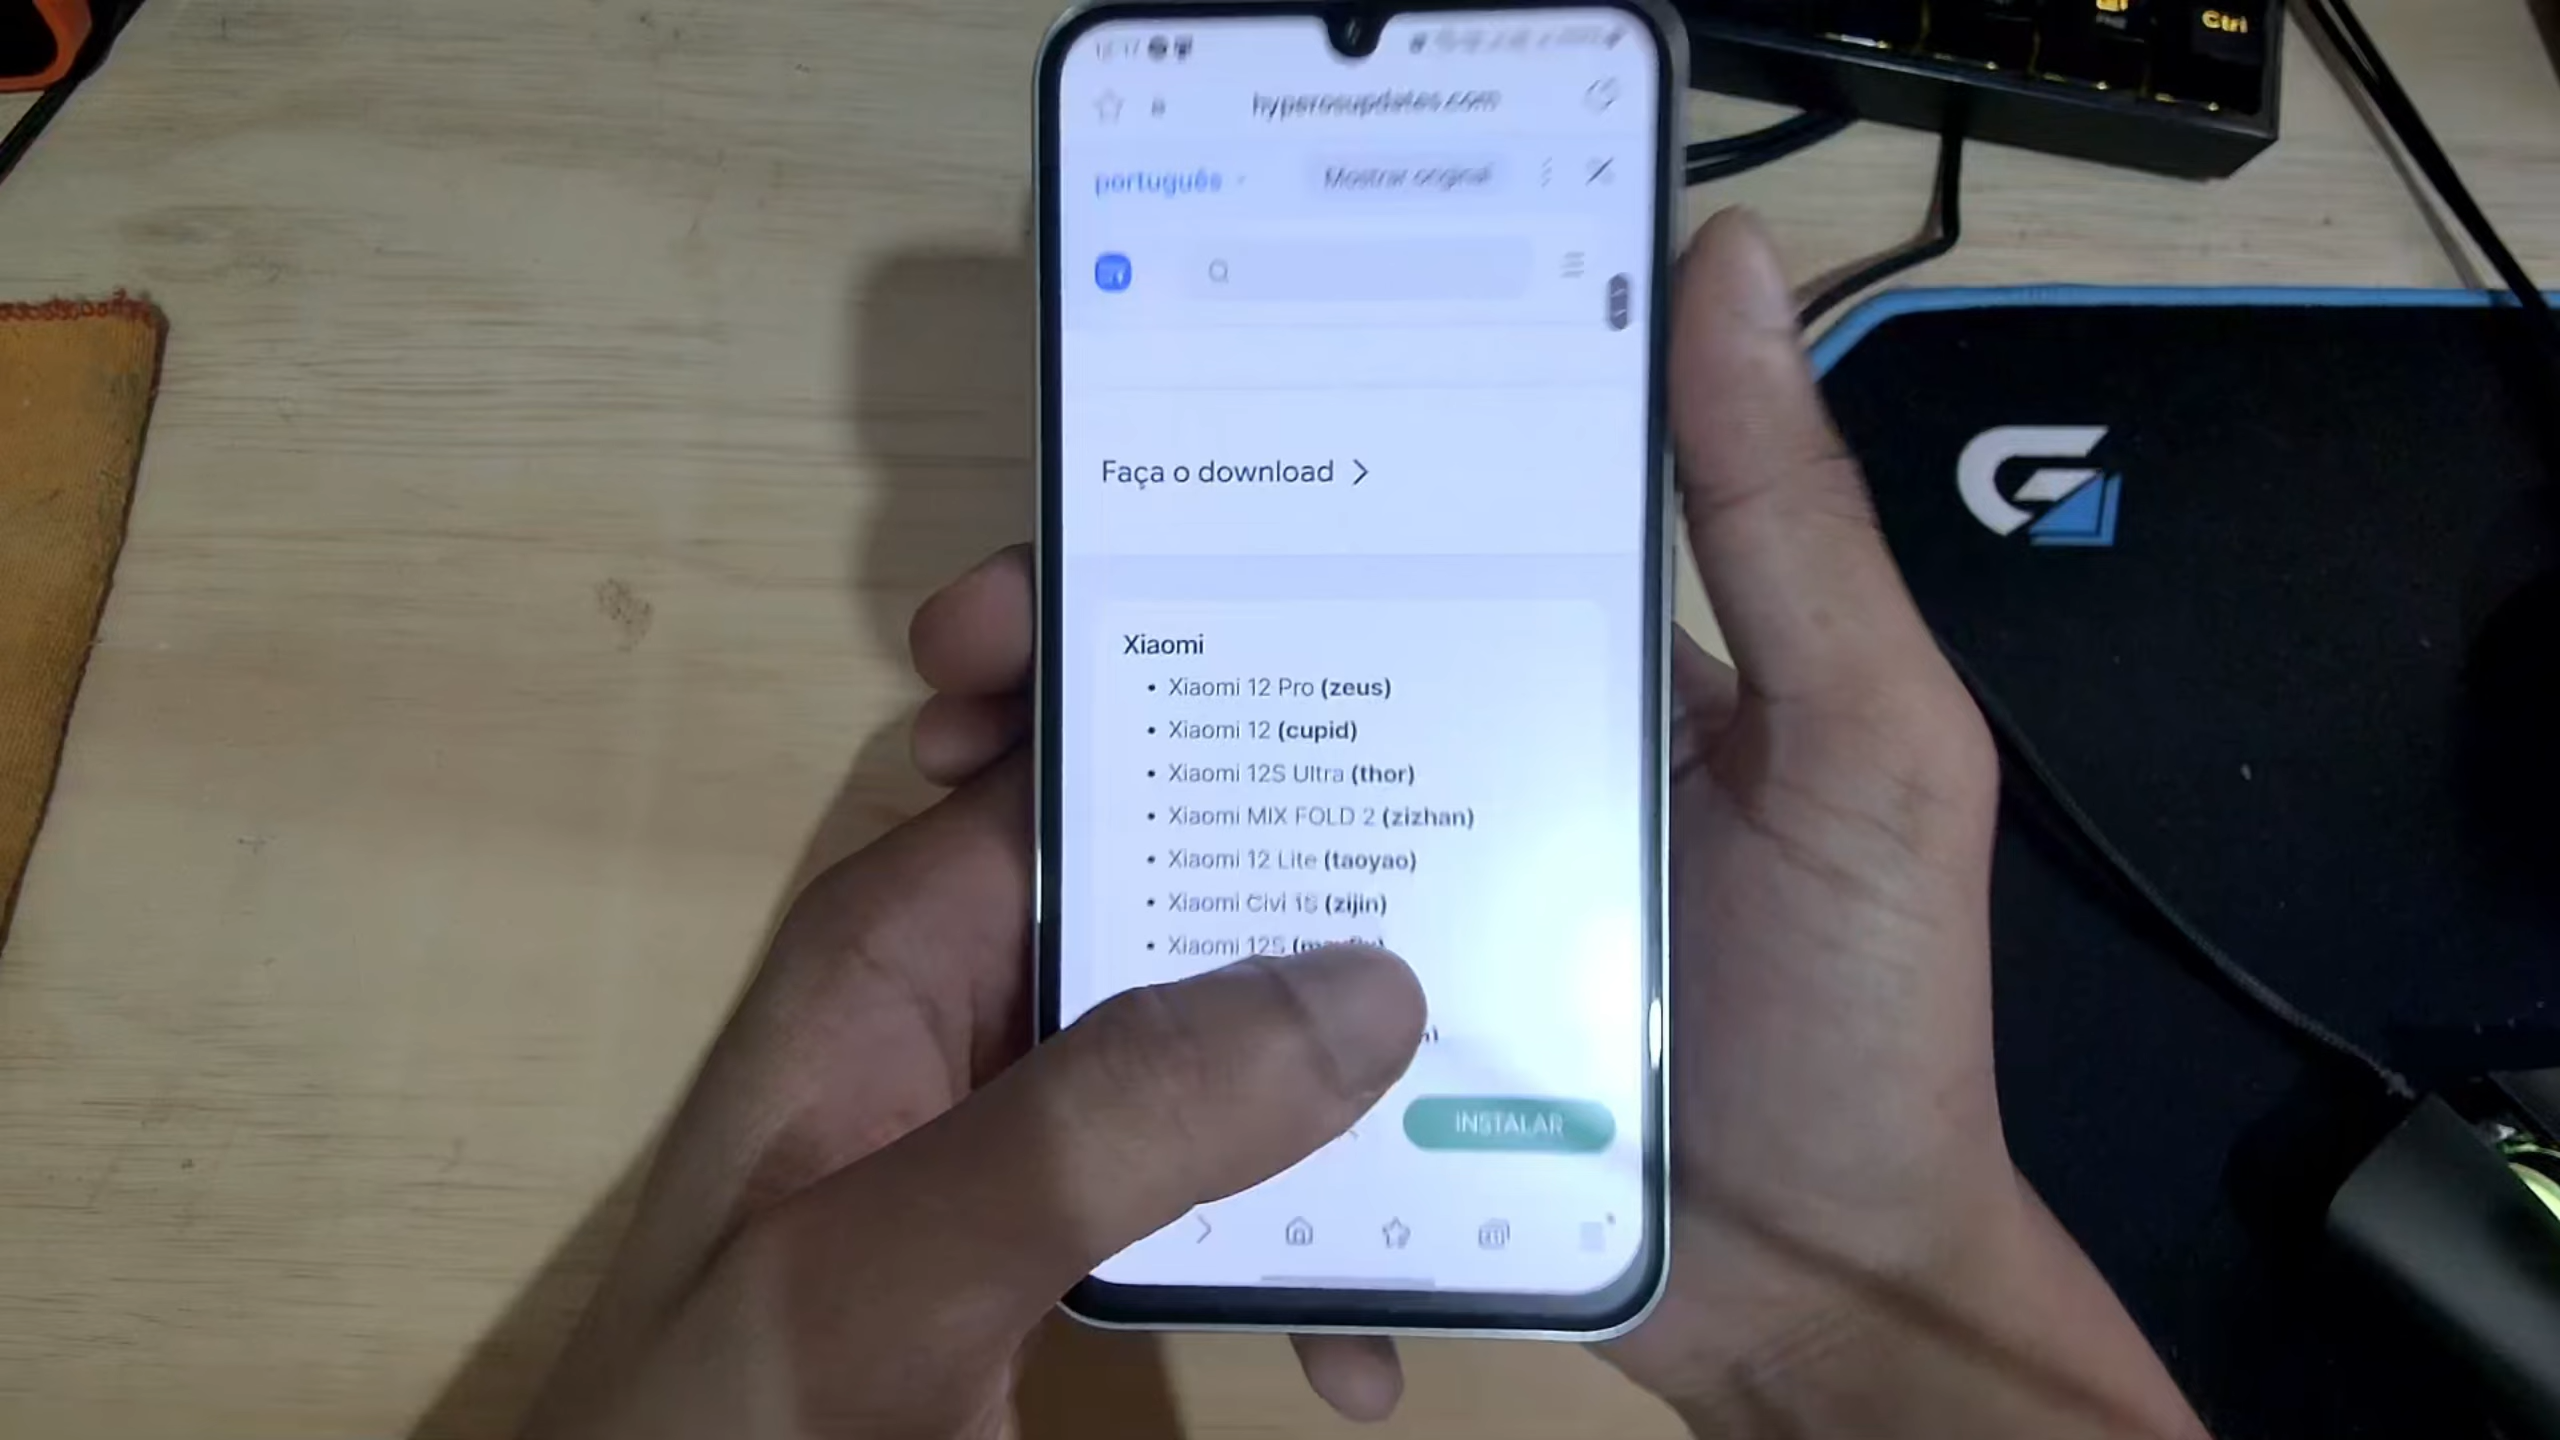 Ctrl
hyperosupdates.com
português
Mostrar original
Faça o download
Xiaomi
• Xiaomi 12 Pro (zeus)
• Xiaomi 12 (cupid)
• Xiaomi 12S Ultra (thor)
• Xiaomi MIX FOLD 2 (zizhan)
• Xiaomi 12 Lite (taoyao)
• Xiaomi Civi 1S (zijin)
• Xiaomi 12S
INSTALAR